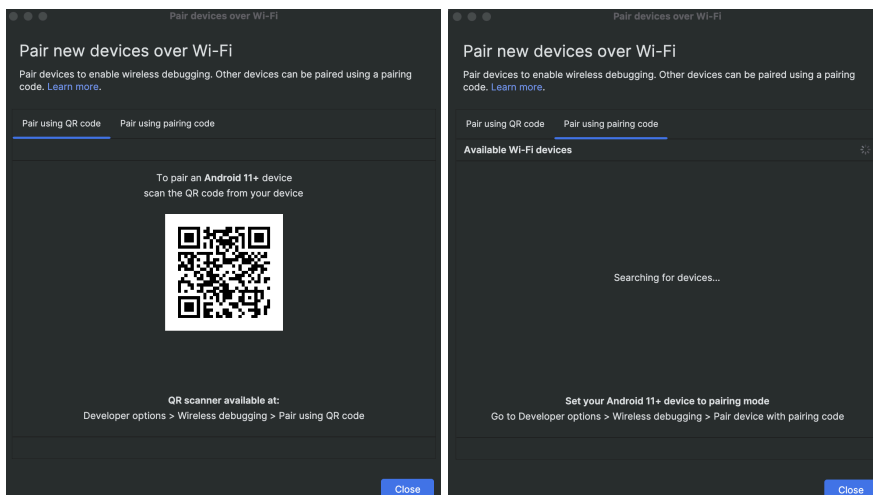 Pair devices over Wi-Fi
Pair new devices over Wi-Fi
Pair devices to enable wireless debugging. Other devices can be paired using a pairing
code. Learn more.
Pair using QR code Pair using pairing code
To pair an Android 11+ device
scan the QR code from your device
QR scanner available at:
Developer options > Wireless debugging > Pair using QR code
Close
Pair devices over Wi-Fi
Pair new devices over Wi-Fi
Pair devices to enable wireless debugging. Other devices can be paired using a pairing
code. Learn more.
Pair using QR code Pair using pairing code
Available Wi-Fi devices
Searching for devices...
Set your Android 11+ device to pairing mode
Go to Developer options > Wireless debugging > Pair device with pairing code
Close